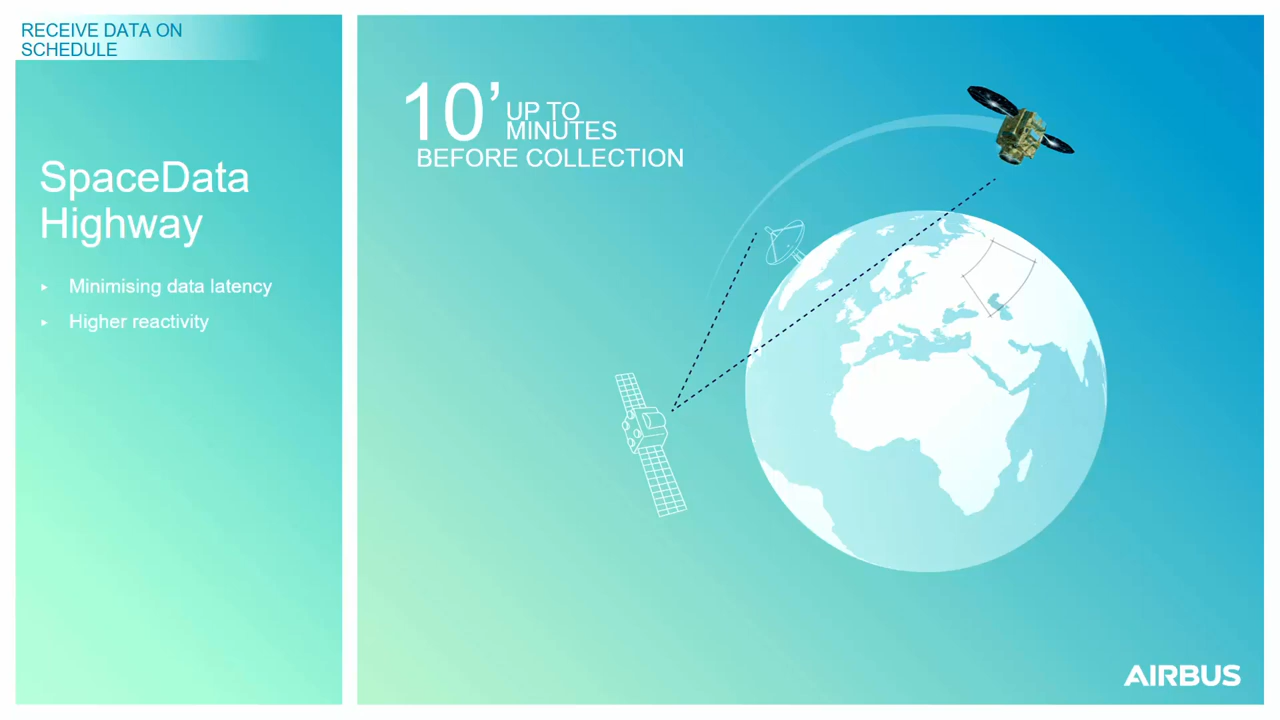 RECEIVE DATA ON
SCHEDULE
SpaceData
Highway
Minimising data latency
Higher reactivity
10’ UP TO
MINUTES
BEFORE COLLECTION
AIRBUS